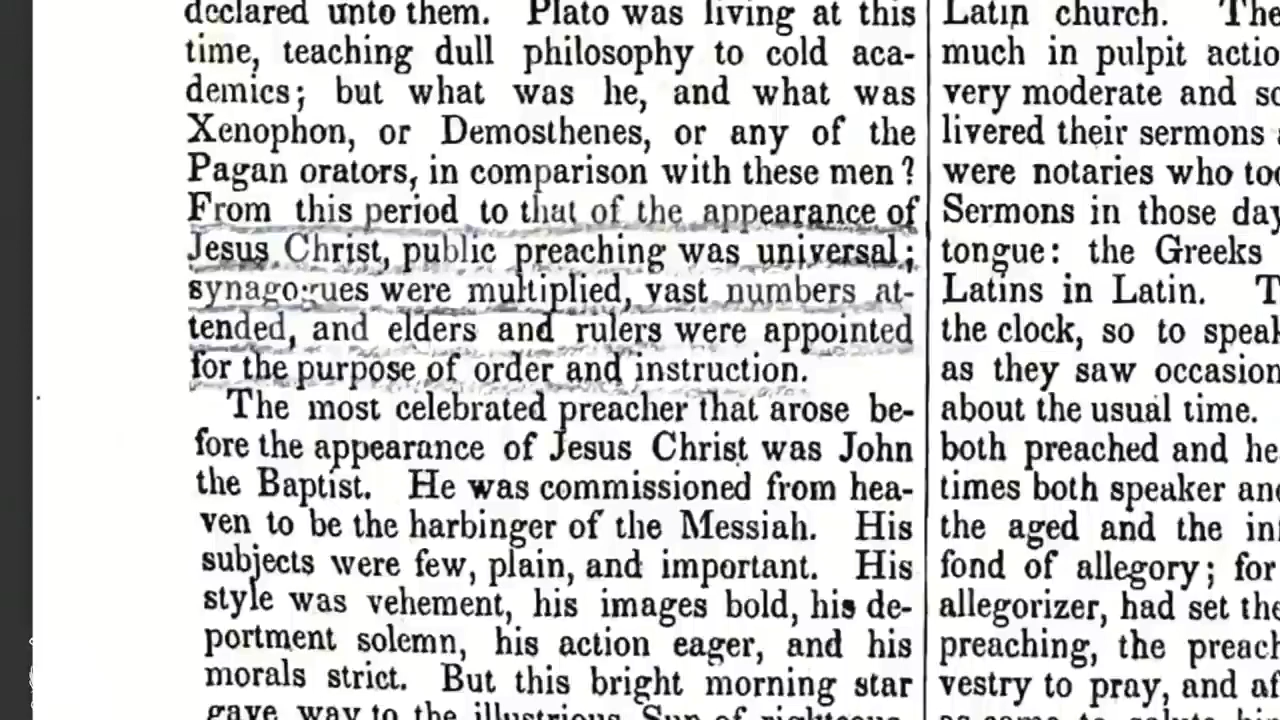 declared unto them. Plato was living at this
time, teaching dull philosophy to cold aca-
demics; but what was he, and what was
Xenophon, or Demosthenes, or any of the
Pagan orators, in comparison with these men?
From this period to that of the appearance of
Jesus Christ, public preaching was universal;
synagogues were multiplied, vast numbers at-
tended, and elders and rulers were appointed
for the purpose of order and instruction.
The most celebrated preacher that arose be-
fore the appearance of Jesus Christ was John
the Baptist. He was commissioned from hea-
ven to be the harbinger of the Messiah. His
subjects were few, plain, and important. His
style was vehement, his images bold, his de-
portment solemn, his action eager, and his
morals strict. But this bright morning star
gave way to the illustrious Sun of
Latin church. The
much in pulpit
very moderate and
livered their sermons
were notaries who
Sermons in those
tongue: the Greeks
Latins in Latin.
the clock, so to
as they saw
about the usual time.
both preached and
times both speaker
the aged and the
fond of allegory; for
allegorizer, had set
preaching, the
vestry to pray, and